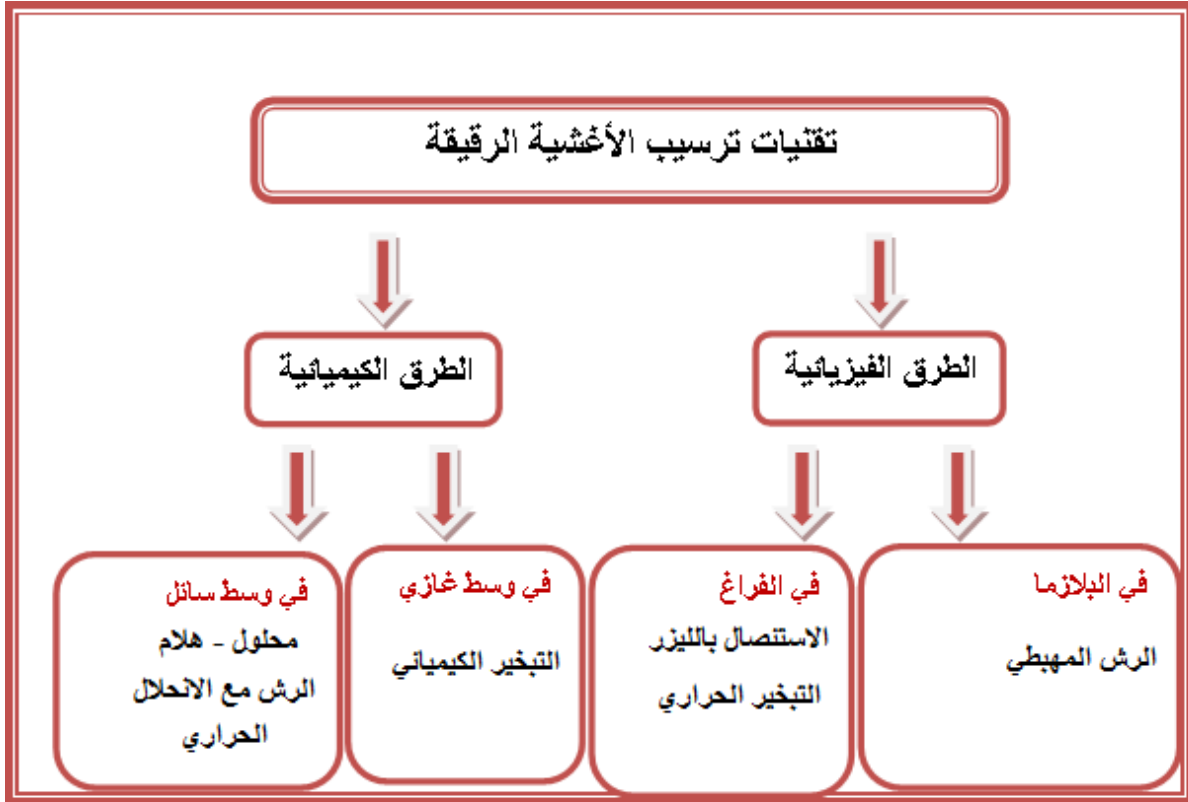 تقنيات ترسيب الأغشية الرقيقة
الطرق الفيزيائية
الطرق الكيميائية
في البلازما
الرش المهبطي
في الفراغ
الاستئصال بالليزر
التبخير الحراري
في وسط غازي
التبخير الكيميائي
في وسط سائل
محلول - هلام
الرش مع الانحلال
الحراري